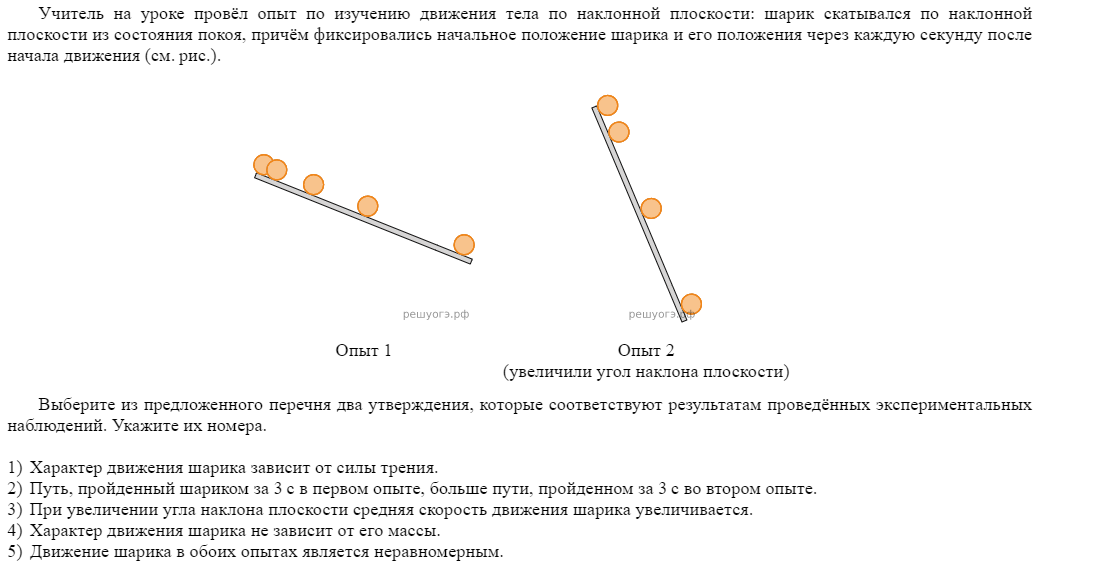 Учитель на уроке провёл опыт по изучению движения тела по наклонной плоскости: шарик скатывался по наклонной
плоскости из состояния покоя, причём фиксировались начальное положение шарика и его положения через каждую секунду после
начала движения (см. рис.).
решуогэ.рф
решуогэ.рф
Опыт 1
Опыт 2
(увеличили угол наклона плоскости)
Выберите из предложенного перечня два утверждения, которые соответствуют результатам проведённых экспериментальных
наблюдений. Укажите их номера.
1) Характер движения шарика зависит от силы трения.
2) Путь, пройденный шариком за 3 с в первом опыте, больше пути, пройденном за 3 с во втором опыте.
3) При увеличении угла наклона плоскости средняя скорость движения шарика увеличивается.
4) Характер движения шарика не зависит от его массы.
5) Движение шарика в обоих опытах является неравномерным.